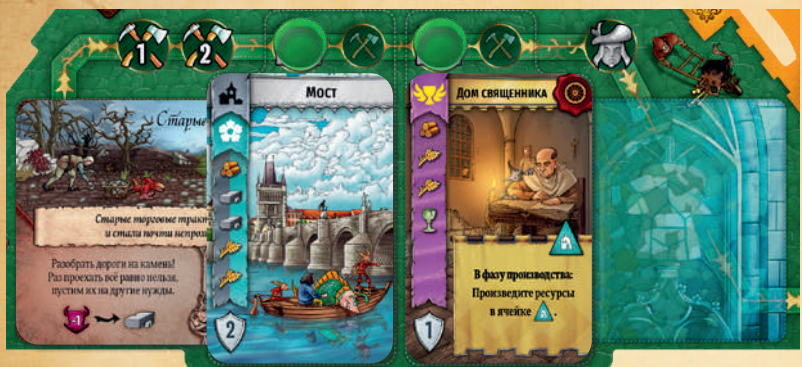 1
2
Старые
Старые торговые тракт
и стали почти непрох
Разобрать дороги на камень!
Раз проехать всё равно нельзя,
пустим их на другие нужды.
-1
Мост
2
Дом священника
В фазу производства:
Произведите ресурсы
в ячейке
1